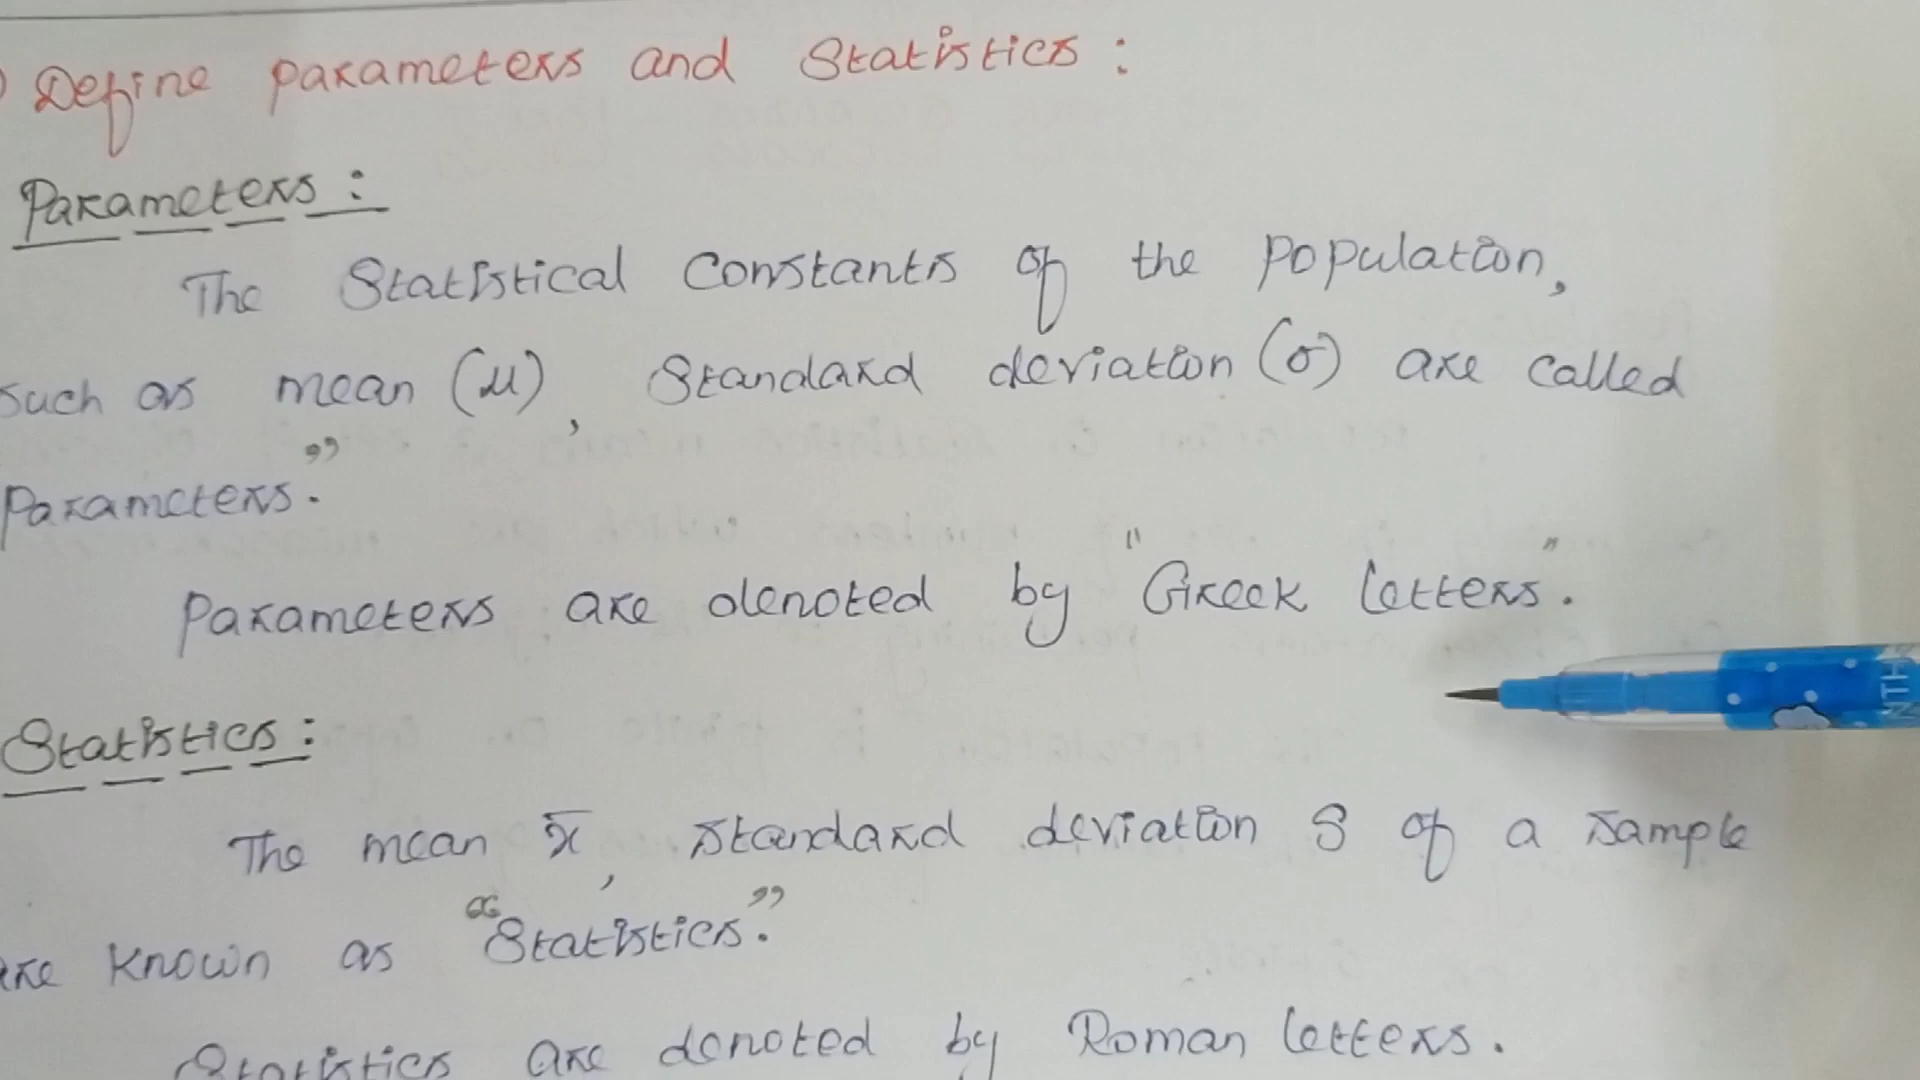 Define parameters and Statistics :
Parameters :
The Statistical Constants of the population,
Such as mean (μ), Standard deviation (σ) are called
Parameters."
Parameters are denoted by "Greek letters".
Statistics :
The mean x̄, standard deviation S of a sample
are known as "Statistics."
Statistics are denoted by Roman letters.